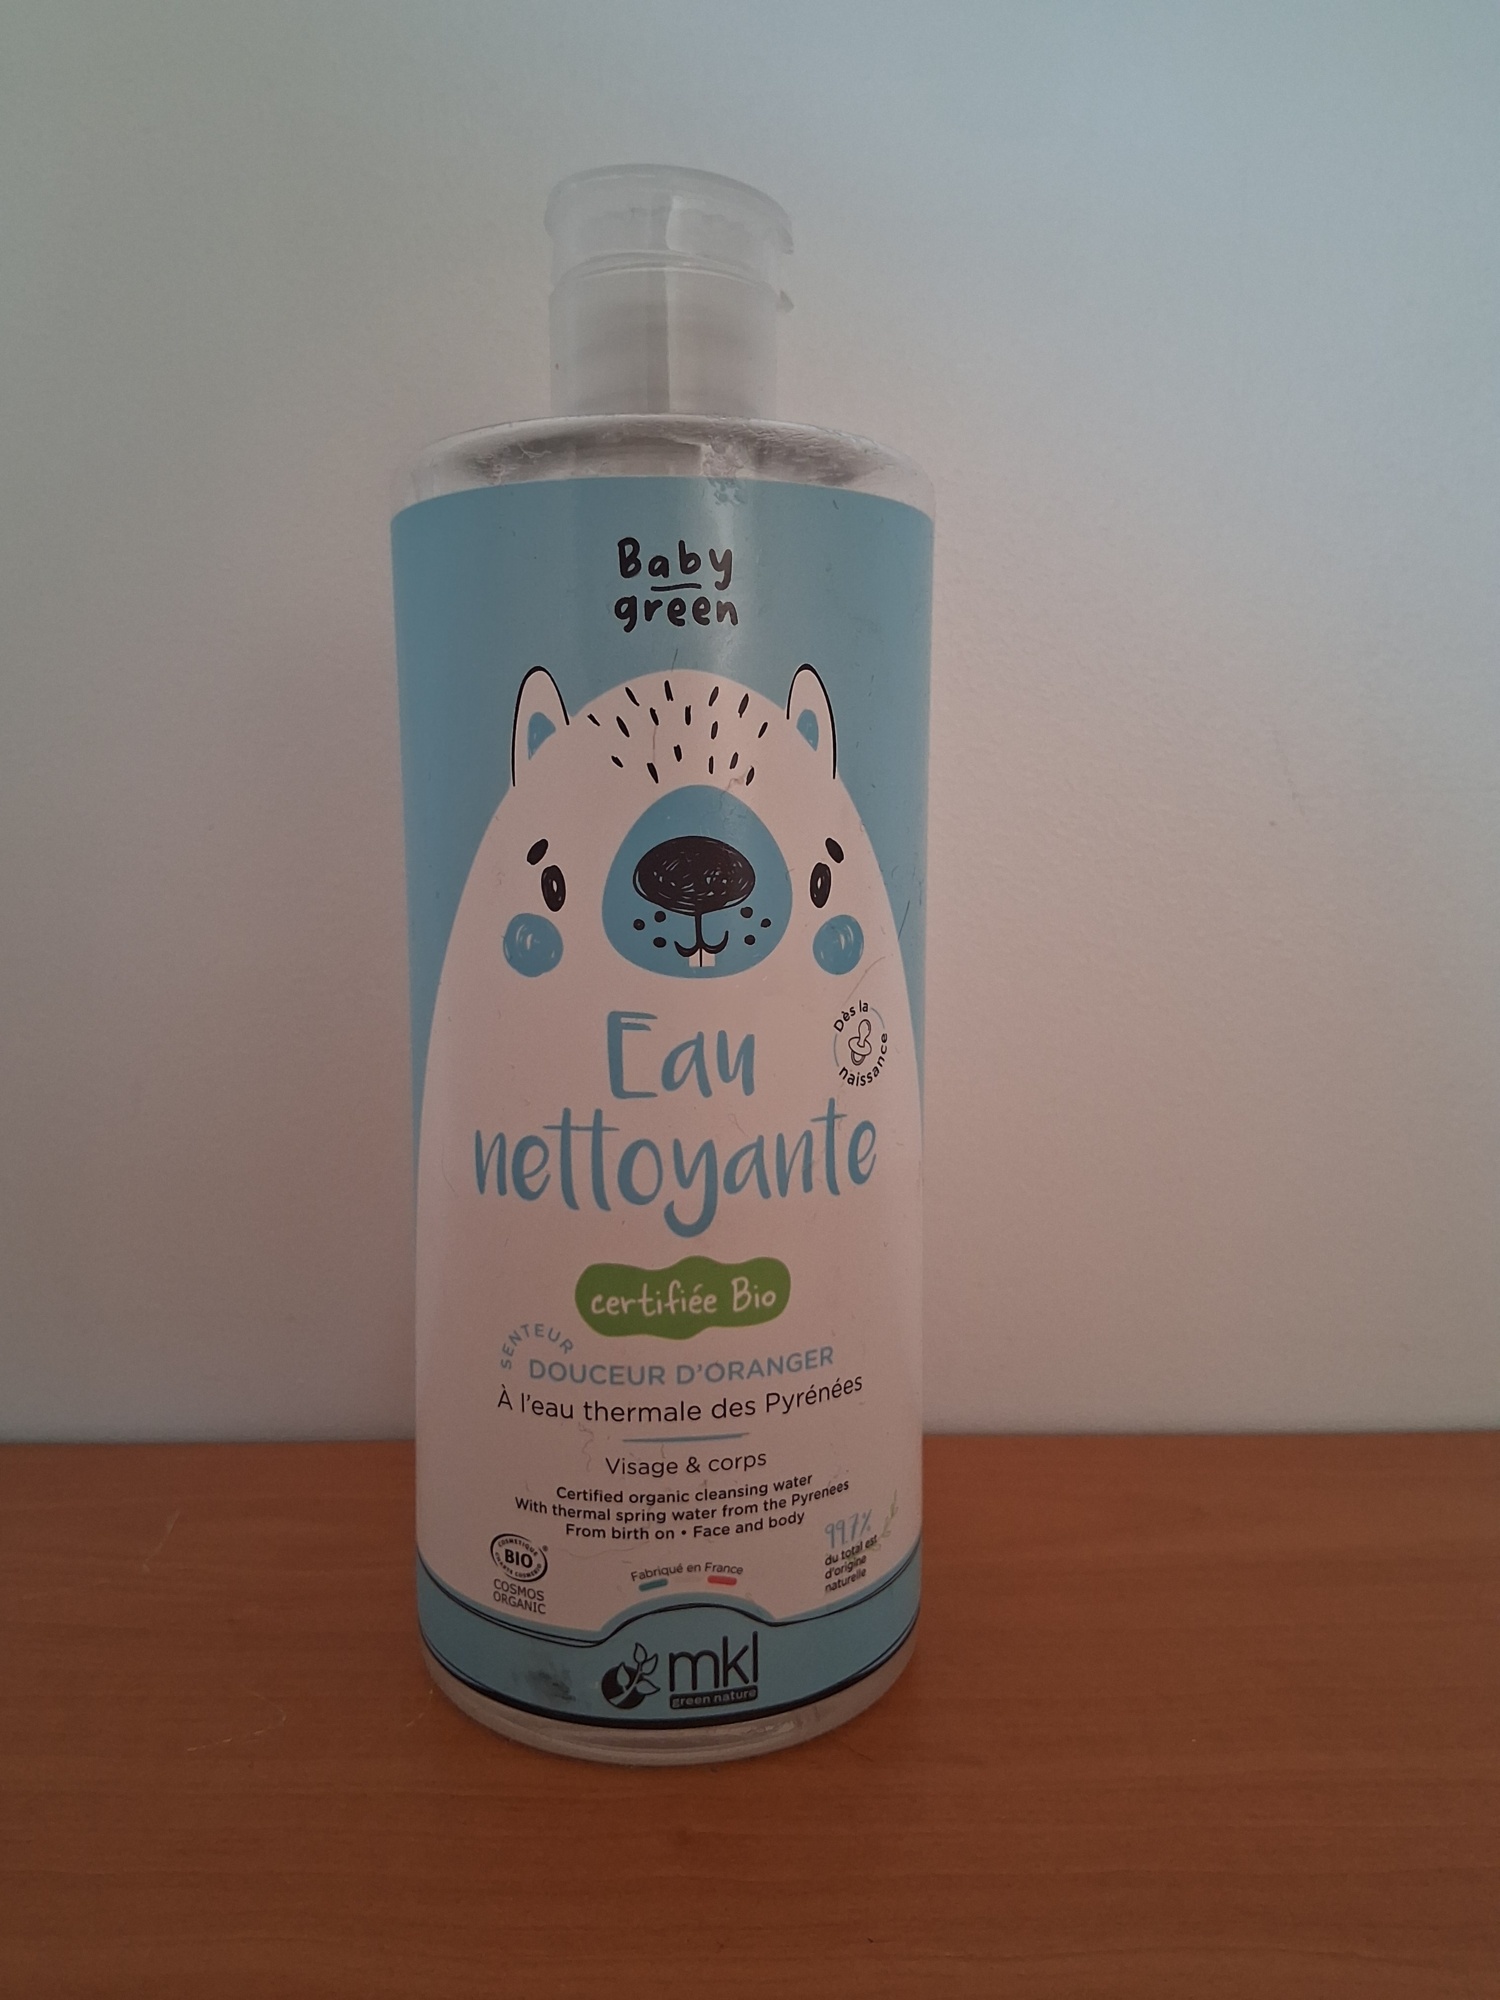 Baby
green
Dès la
naissance
Eau
nettoyante
certifiée Bio
SENTEUR
DOUCEUR D'ORANGER
À l'eau thermale des Pyrénées
Visage & corps
Certified organic cleansing water
With thermal spring water from the Pyrenees
From birth on • Face and body
99.7%
du total est
d'origine
naturelle
COSMETIQUE
BIO
®
COSMOS
ORGANIC
Fabriqué en France
mkl
green nature